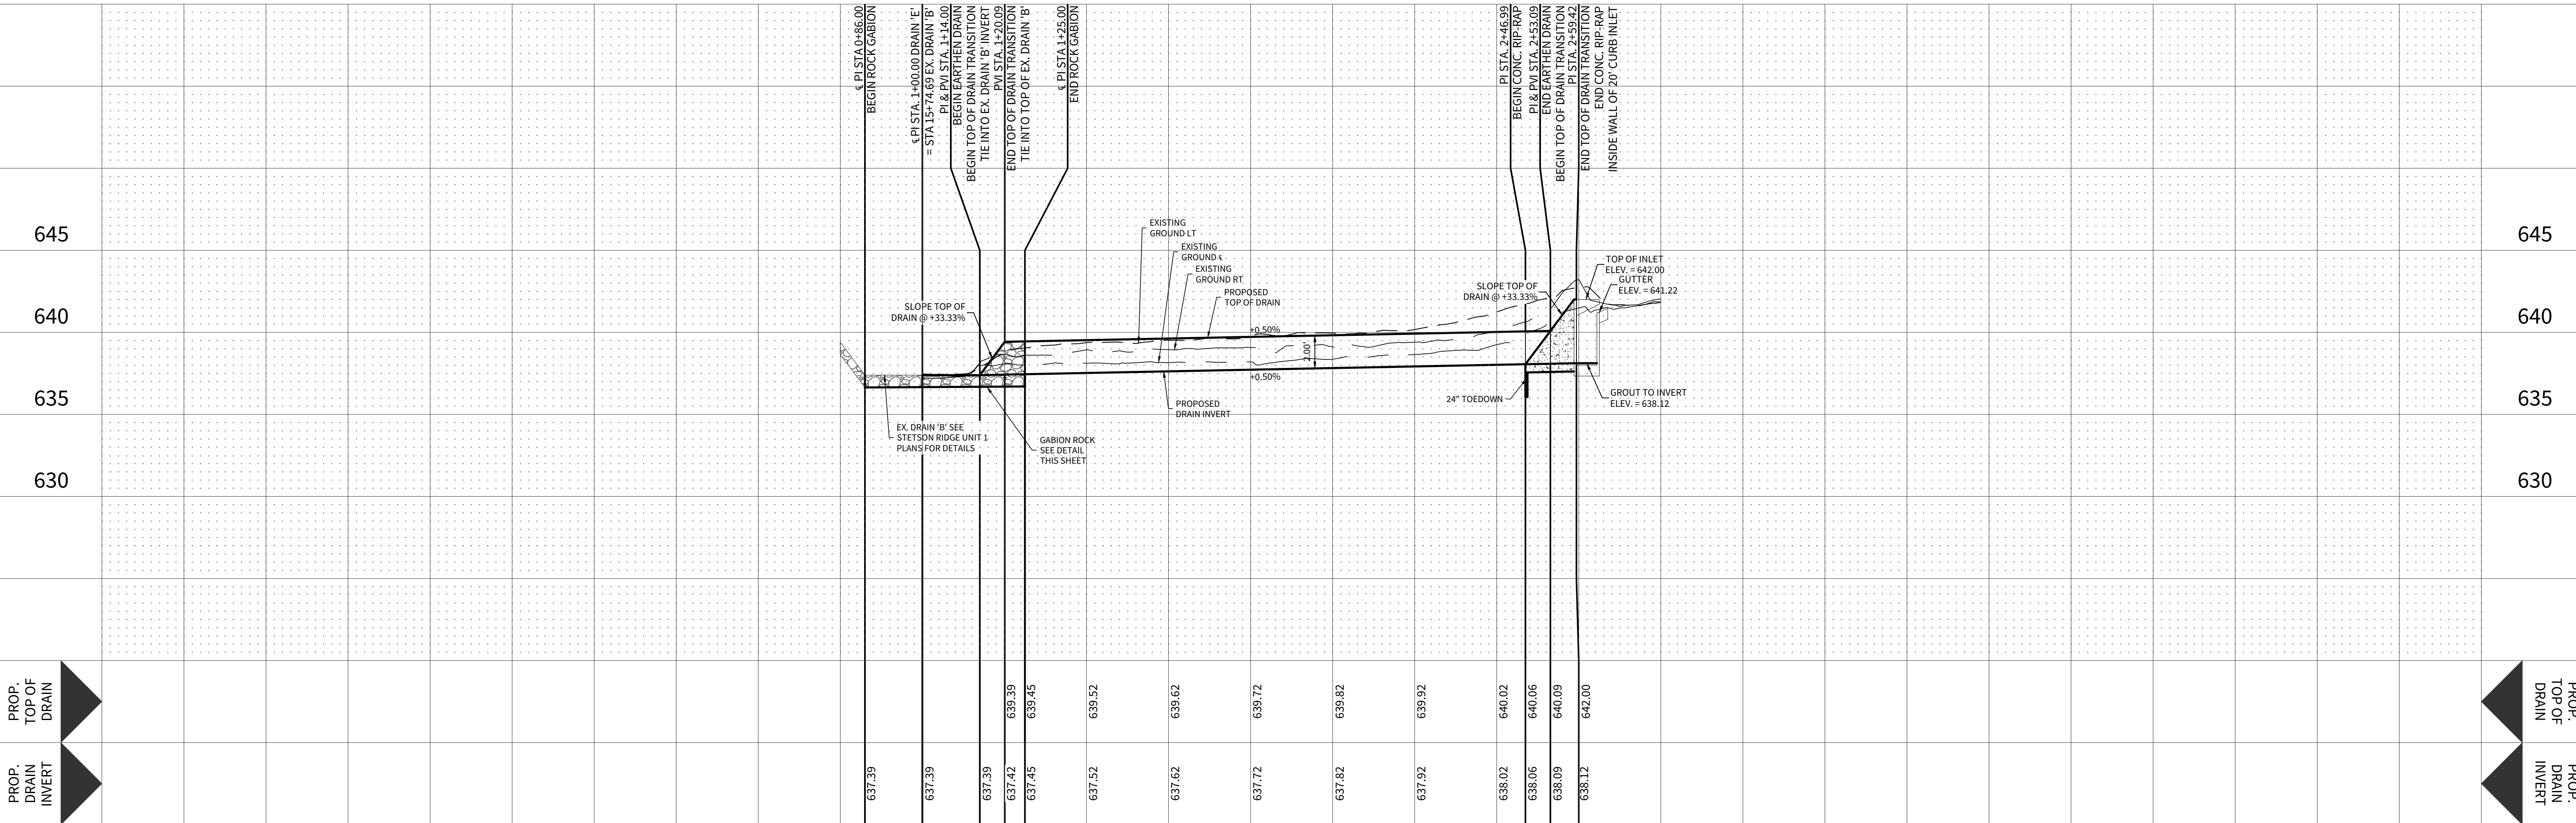 ℄ PI STA 0+86.00
BEGIN ROCK GABION
℄ PI STA. 1+00.00 DRAIN 'E'
= STA 15+74.69 EX. DRAIN 'B'
PI & PVI STA. 1+14.00
BEGIN EARTHEN DRAIN
BEGIN TOP OF DRAIN TRANSITION
TIE INTO EX. DRAIN 'B' INVERT
PVI STA. 1+20.09
END TOP OF DRAIN TRANSITION
TIE INTO TOP OF EX. DRAIN 'B'
℄ PI STA 1+25.00
END ROCK GABION
PI STA. 2+46.99
BEGIN CONC. RIP-RAP
PI & PVI STA. 2+53.09
END EARTHEN DRAIN
BEGIN TOP OF DRAIN TRANSITION
PI STA. 2+59.42
END TOP OF DRAIN TRANSITION
END CONC. RIP-RAP
INSIDE WALL OF 20' CURB INLET
645
640
635
630
645
640
635
630
EXISTING
GROUND LT
EXISTING
GROUND ℄
EXISTING
GROUND RT
PROPOSED
TOP OF DRAIN
SLOPE TOP OF
DRAIN @ +33.33%
+0.50%
2.00'
+0.50%
SLOPE TOP OF
DRAIN @ +33.33%
TOP OF INLET
ELEV. = 642.00
GUTTER
ELEV. = 641.22
24" TOEDOWN
GROUT TO INVERT
ELEV. = 638.12
PROPOSED
DRAIN INVERT
EX. DRAIN 'B' SEE
STETSON RIDGE UNIT 1
PLANS FOR DETAILS
GABION ROCK
SEE DETAIL
THIS SHEET
PROP.
TOP OF
DRAIN
639.39
639.45
639.52
639.62
639.72
639.82
639.92
640.02
640.06
640.09
642.00
PROP.
TOP OF
DRAIN
PROP.
DRAIN
INVERT
637.39
637.39
637.39
637.42
637.45
637.52
637.62
637.72
637.82
637.92
638.02
638.06
638.09
638.12
PROP.
DRAIN
INVERT